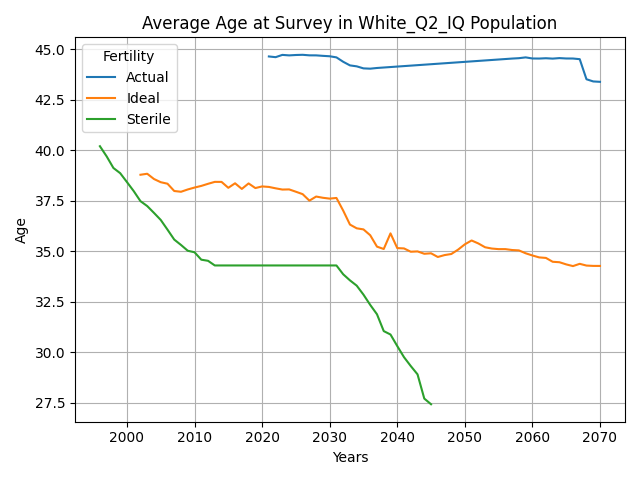 Average Age at Survey in White_Q2_IQ Population
Fertility
Actual
Ideal
Sterile
45.0
42.5
40.0
37.5
35.0
32.5
30.0
27.5
Age
2000 2010 2020 2030 2040 2050 2060 2070
Years